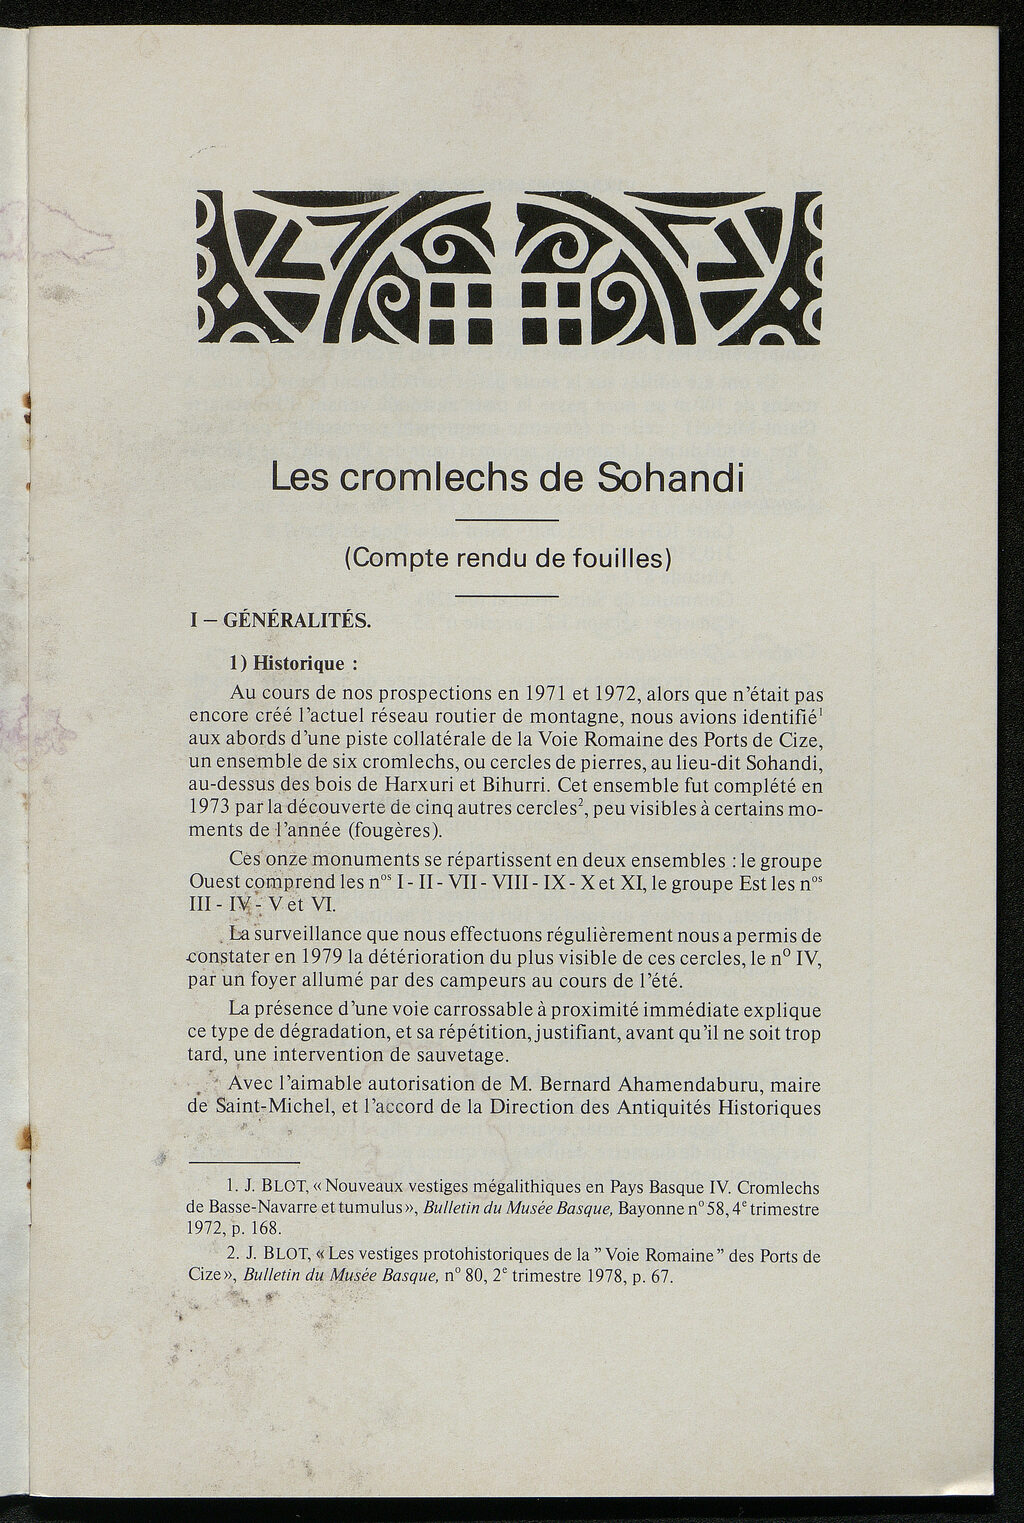 Les cromlechs de Sohandi
(Compte rendu de fouilles)
I – GÉNÉRALITÉS.
1) Historique :
Au cours de nos prospections en 1971 et 1972, alors que n'était pas
encore créé l'actuel réseau routier de montagne, nous avions identifié¹
aux abords d'une piste collatérale de la Voie Romaine des Ports de Cize,
un ensemble de six cromlechs, ou cercles de pierres, au lieu-dit Sohandi,
au-dessus des bois de Harxuri et Bihurri. Cet ensemble fut complété en
1973 par la découverte de cinq autres cercles², peu visibles à certains mo-
ments de l'année (fougères).
Ces onze monuments se répartissent en deux ensembles : le groupe
Ouest comprend les nᵒˢ I - II - VII - VIII - IX - X et XI, le groupe Est les nᵒˢ
III - IV - V et VI.
La surveillance que nous effectuons régulièrement nous a permis de
constater en 1979 la détérioration du plus visible de ces cercles, le n° IV,
par un foyer allumé par des campeurs au cours de l'été.
La présence d'une voie carrossable à proximité immédiate explique
ce type de dégradation, et sa répétition, justifiant, avant qu'il ne soit trop
tard, une intervention de sauvetage.
Avec l'aimable autorisation de M. Bernard Ahamendaburu, maire
de Saint-Michel, et l'accord de la Direction des Antiquités Historiques
1. J. BLOT, « Nouveaux vestiges mégalithiques en Pays Basque IV. Cromlechs
de Basse-Navarre et tumulus », Bulletin du Musée Basque, Bayonne n° 58, 4ᵉ trimestre
1972, p. 168.
2. J. BLOT, « Les vestiges protohistoriques de la " Voie Romaine " des Ports de
Cize », Bulletin du Musée Basque, n° 80, 2ᵉ trimestre 1978, p. 67.